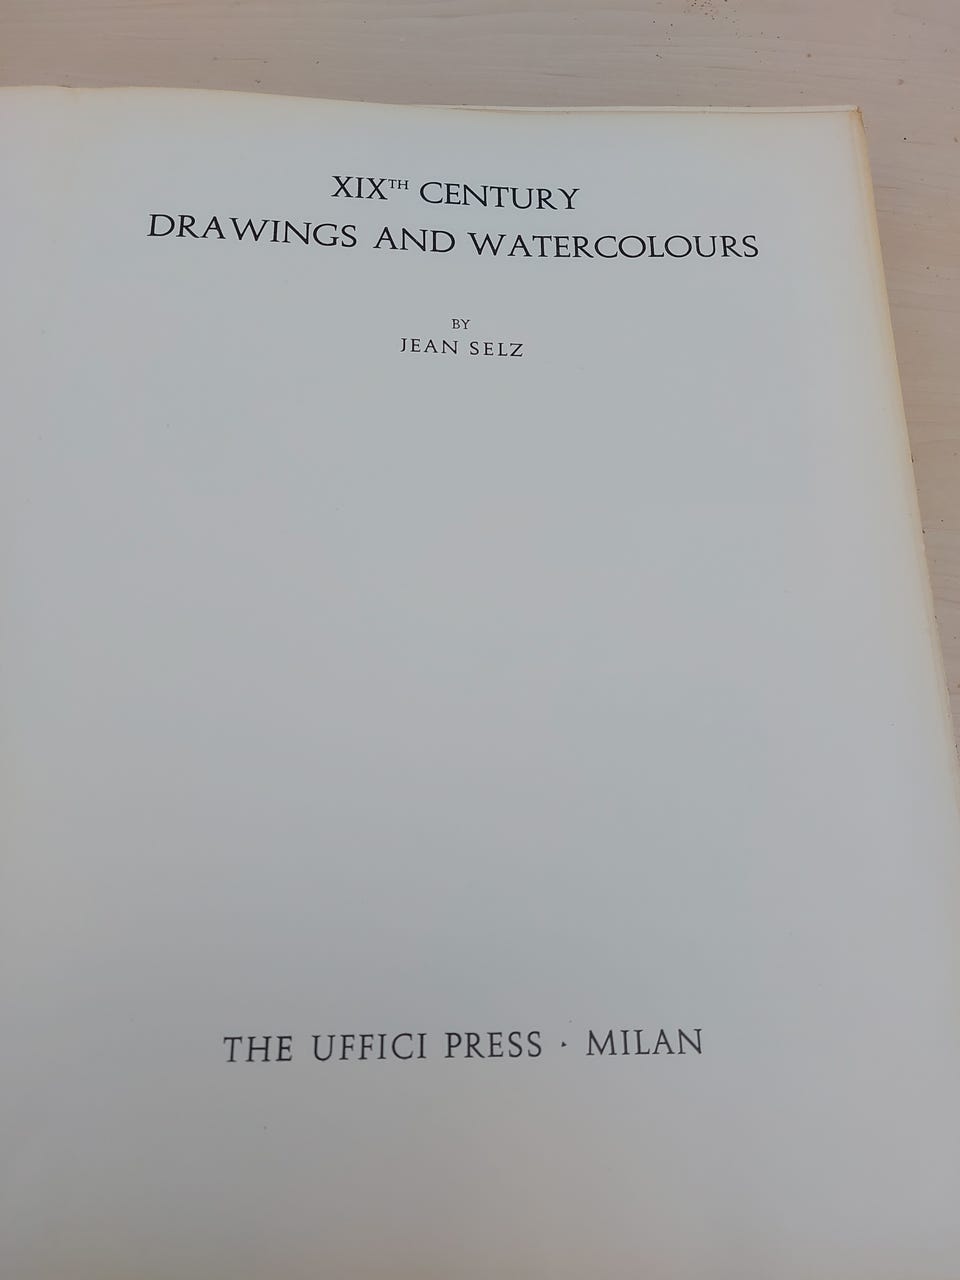 XIXTH CENTURY
DRAWINGS AND WATERCOLOURS
BY
JEAN SELZ
THE UFFICI PRESS · MILAN